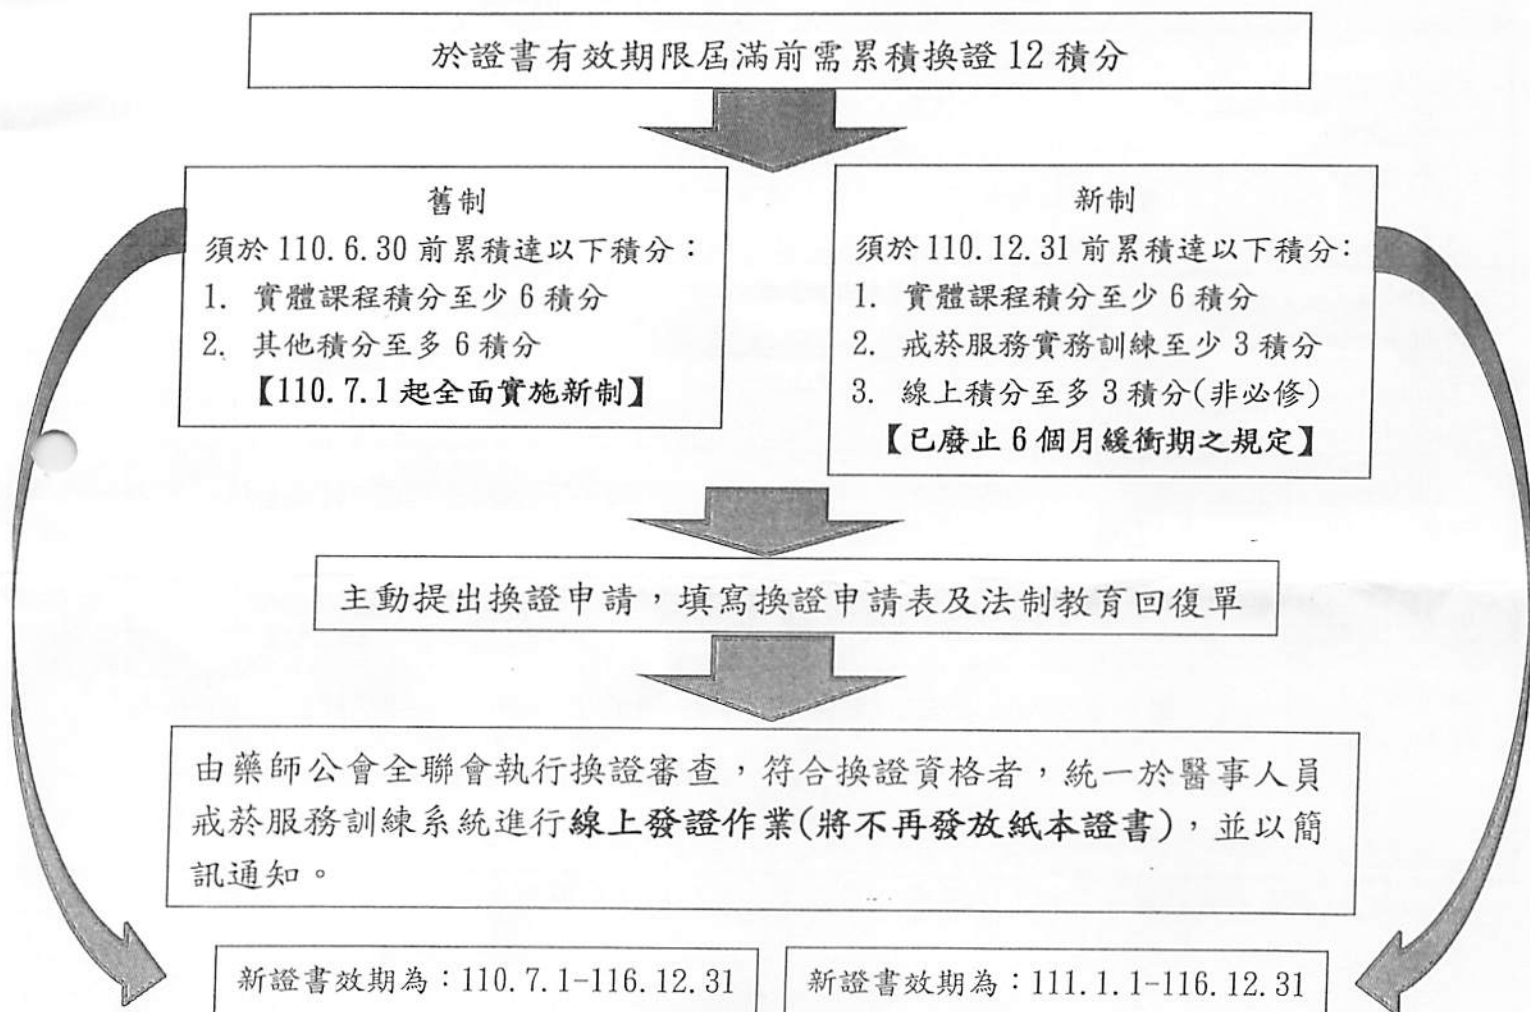 於證書有效期限屆滿前需累積換證 12 積分
舊制
須於 110.6.30 前累積達以下積分：
1. 實體課程積分至少 6 積分
2. 其他積分至多 6 積分
【110.7.1 起全面實施新制】
新制
須於 110.12.31 前累積達以下積分：
1. 實體課程積分至少 6 積分
2. 戒菸服務實務訓練至少 3 積分
3. 線上積分至多 3 積分(非必修)
【已廢止 6 個月緩衝期之規定】
主動提出換證申請，填寫換證申請表及法制教育回復單
由藥師公會全聯會執行換證審查，符合換證資格者，統一於醫事人員
戒菸服務訓練系統進行線上發證作業(將不再發放紙本證書)，並以簡
訊通知。
新證書效期為：110.7.1-116.12.31
新證書效期為：111.1.1-116.12.31